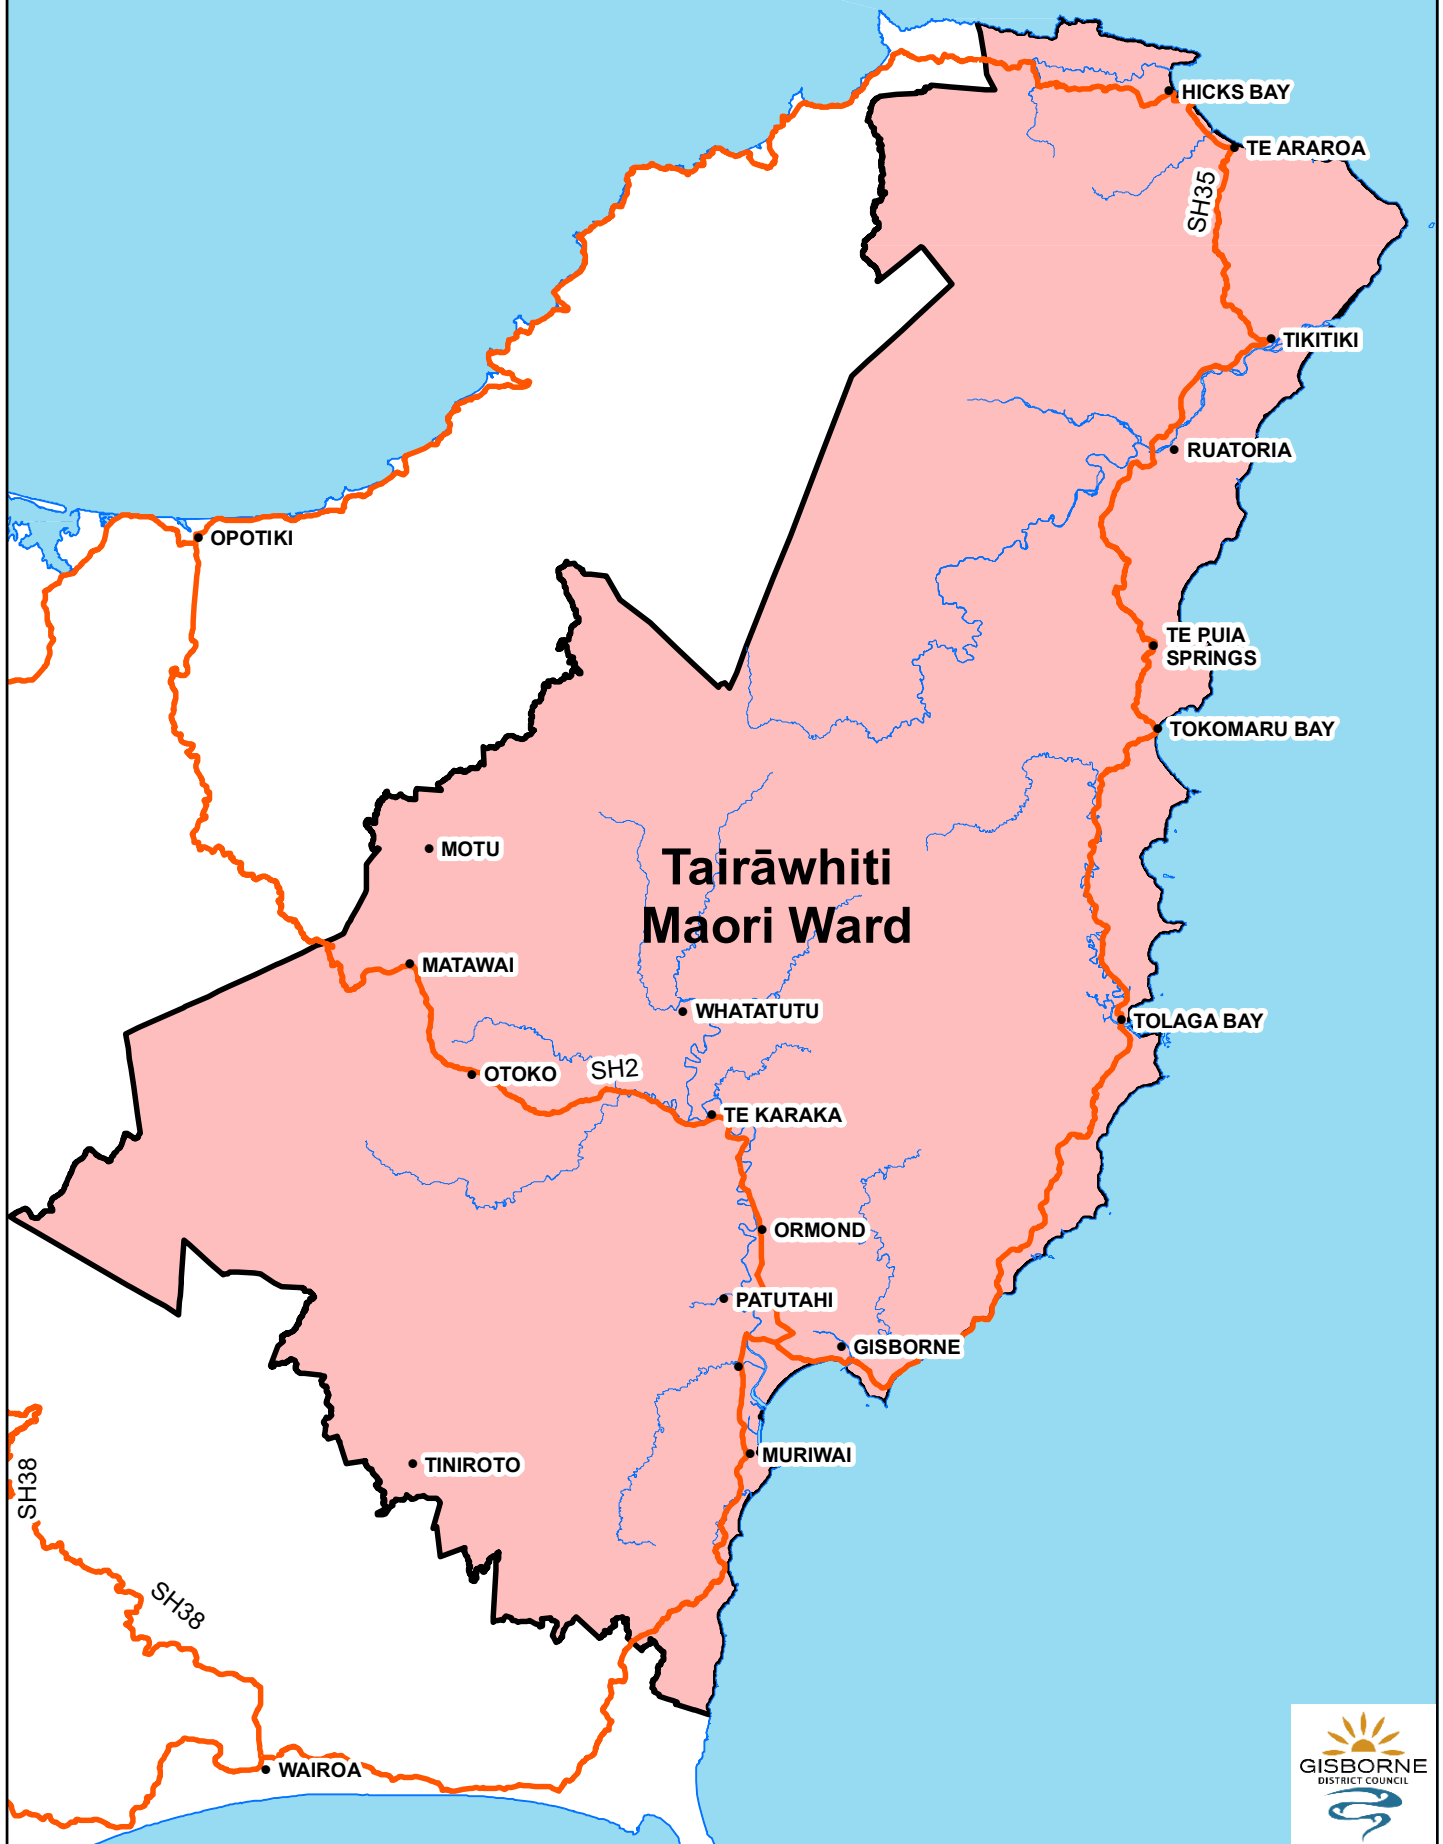 HICKS BAY
TE ARAROA
SH35
TIKITIKI
RUATORIA
OPOTIKI
TE PUIA
SPRINGS
TOKOMARU BAY
MOTU
Tairāwhiti
Maori Ward
MATAWAI
WHATATUTU
TOLAGA BAY
OTOKO
SH2
TE KARAKA
ORMOND
PATUTAHI
GISBORNE
MURIWAI
TINIROTO
SH38
SH38
WAIROA
GISBORNE
DISTRICT COUNCIL